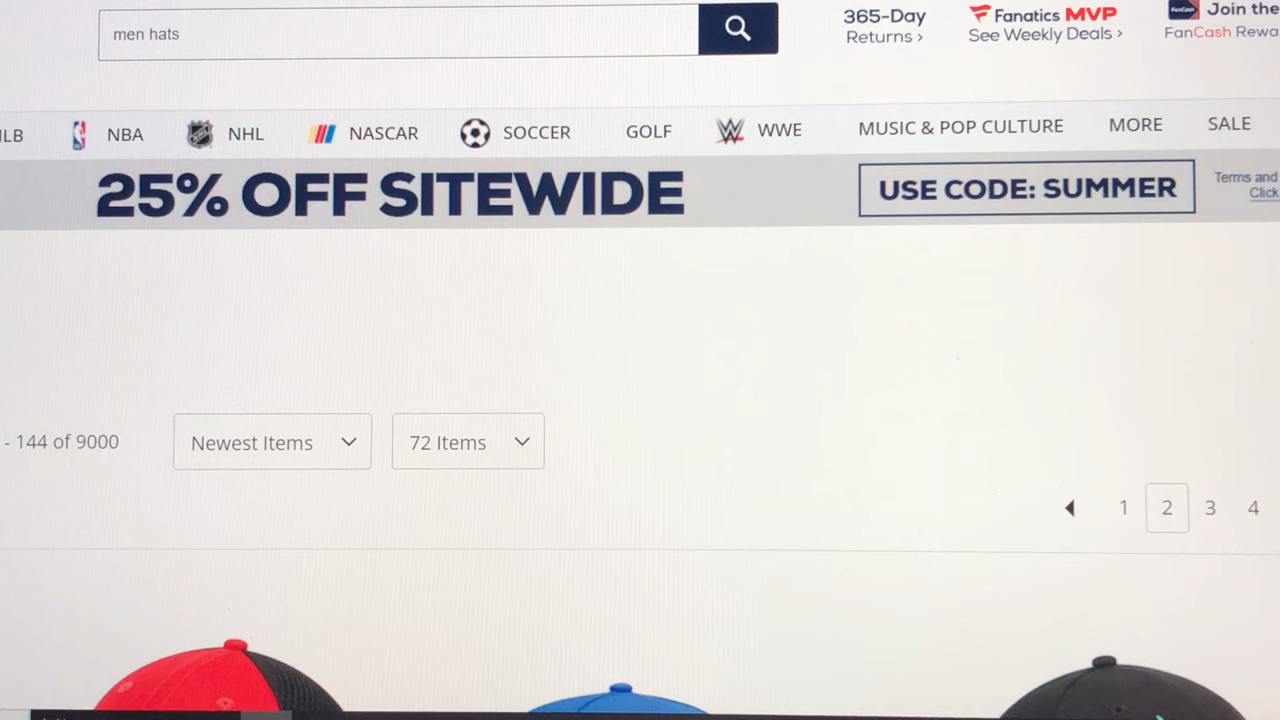 men hats
365-Day
Returns >
Fanatics MVP
See Weekly Deals >
FanCash
Join the
FanCash
NBA
NHL
NASCAR
SOCCER
GOLF
WWE
MUSIC & POP CULTURE
MORE
SALE
25% OFF SITEWIDE
USE CODE: SUMMER
Terms and
Click
- 144 of 9000
Newest Items
72 Items
1 2 3 4